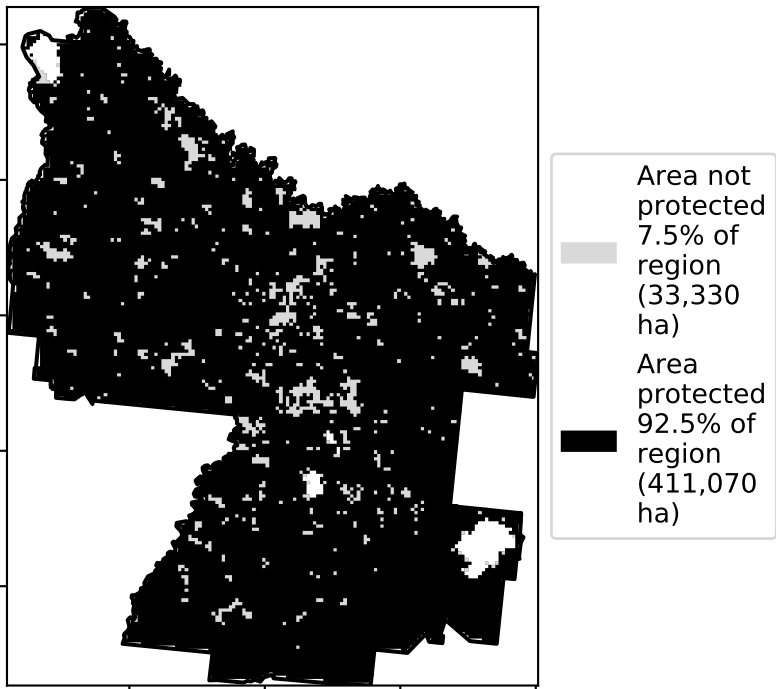 Area not
protected
7.5% of
region
(33,330
ha)
Area
protected
92.5% of
region
(411,070
ha)